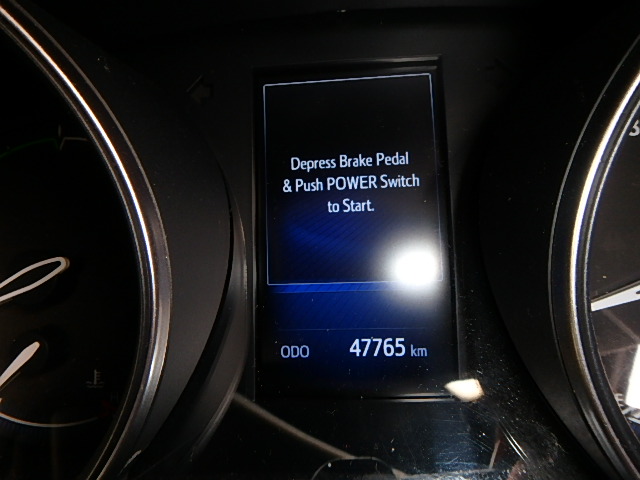 Depress Brake Pedal
& Push POWER Switch
to Start.
ODO 47765 km